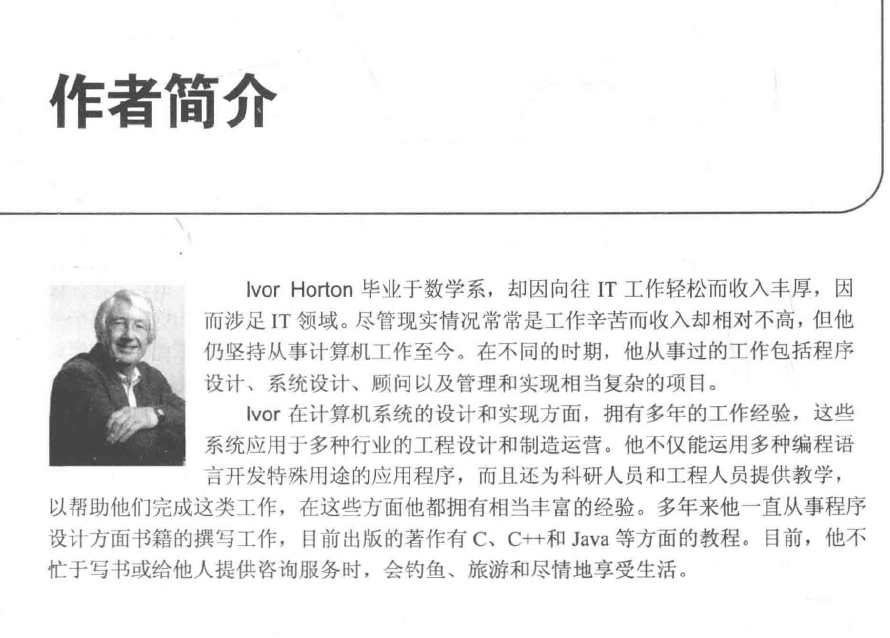 作者简介
Ivor Horton 毕业于数学系，却因向往 IT 工作轻松而收入丰厚，因
而涉足 IT 领域。尽管现实情况常常是工作辛苦而收入却相对不高，但他
仍坚持从事计算机工作至今。在不同的时期，他从事过的工作包括程序
设计、系统设计、顾问以及管理和实现相当复杂的项目。
Ivor 在计算机系统的设计和实现方面，拥有多年的工作经验，这些
系统应用于多种行业的工程设计和制造运营。他不仅能运用多种编程语
言开发特殊用途的应用程序，而且还为科研人员和工程人员提供教学，
以帮助他们完成这类工作，在这些方面他都拥有相当丰富的经验。多年来他一直从事程序
设计方面书籍的撰写工作，目前出版的著作有 C、C++和 Java 等方面的教程。目前，他不
忙于写书或给他人提供咨询服务时，会钓鱼、旅游和尽情地享受生活。